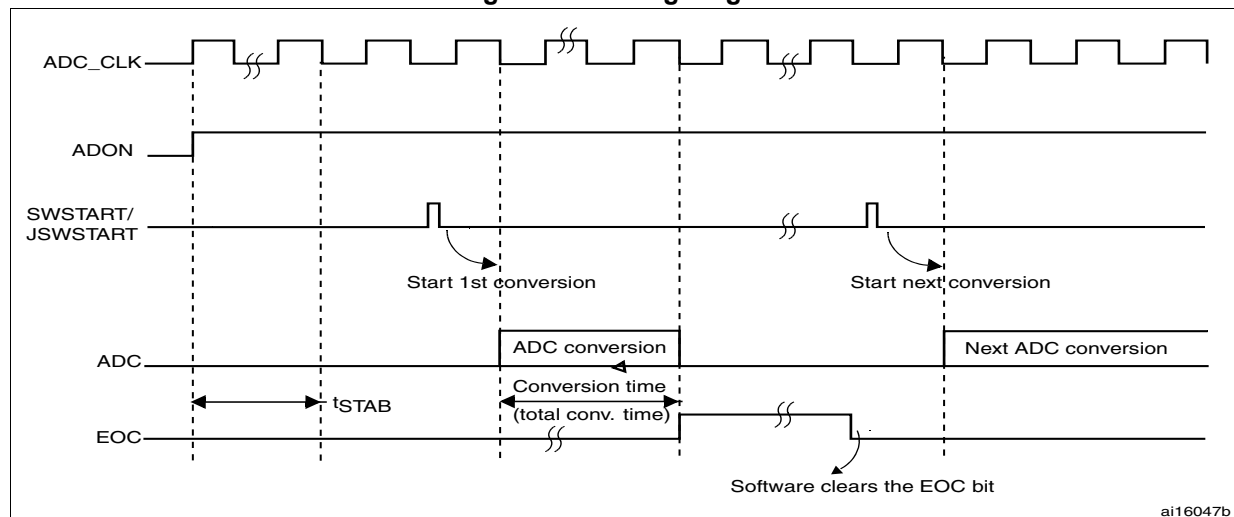 ADC_CLK
ADON
SWSTART/
JSWSTART
Start 1st conversion
Start next conversion
ADC
ADC conversion
Next ADC conversion
Conversion time
(total conv. time)
tSTAB
EOC
Software clears the EOC bit
ai16047b